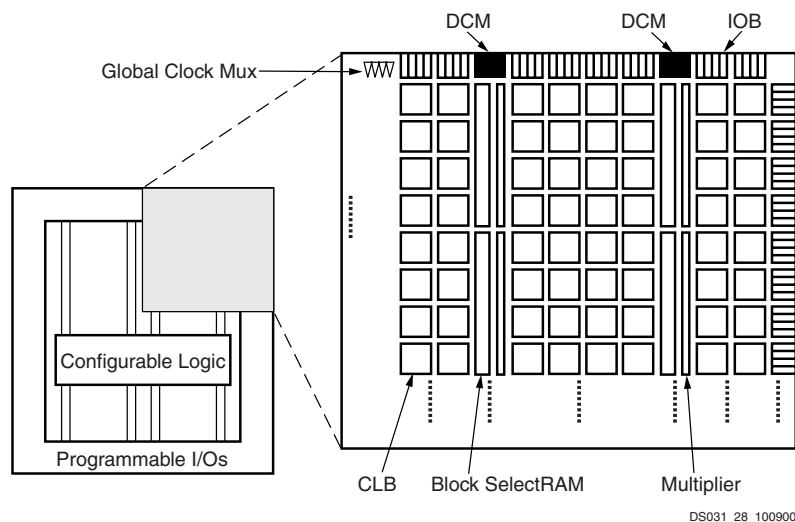 DCM
DCM
IOB
Global Clock Mux
Configurable Logic
Programmable I/Os
CLB
Block SelectRAM
Multiplier
DS031_28_100900